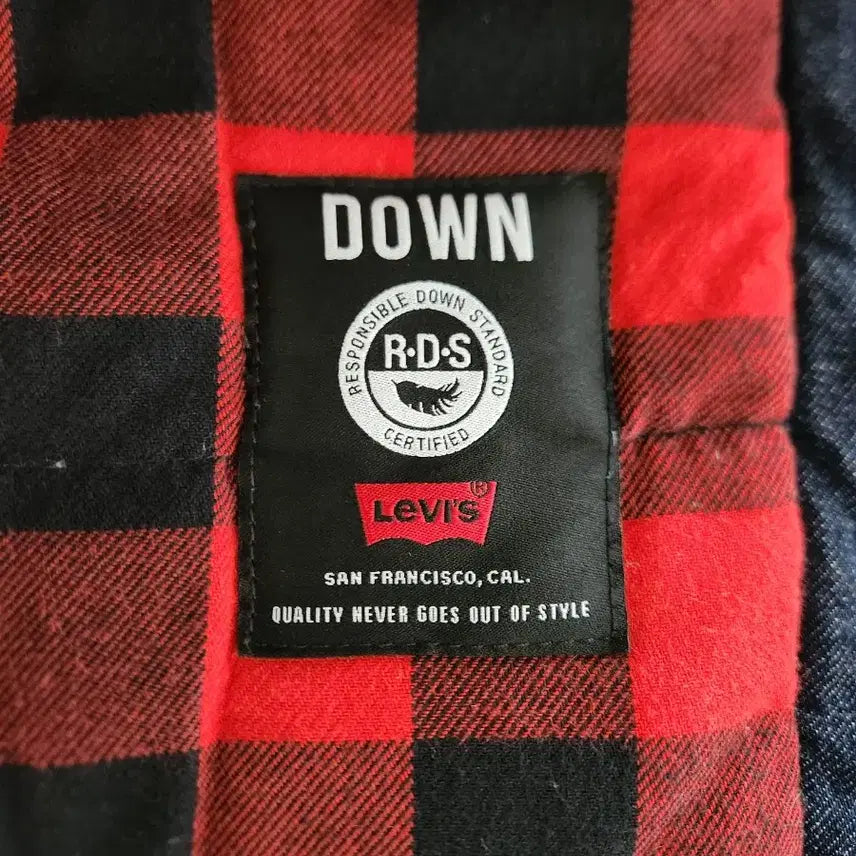 DOWN
RESPONSIBLE DOWN STANDARD
R·D·S
CERTIFIED
Levi's®
SAN FRANCISCO, CAL.
QUALITY NEVER GOES OUT OF STYLE